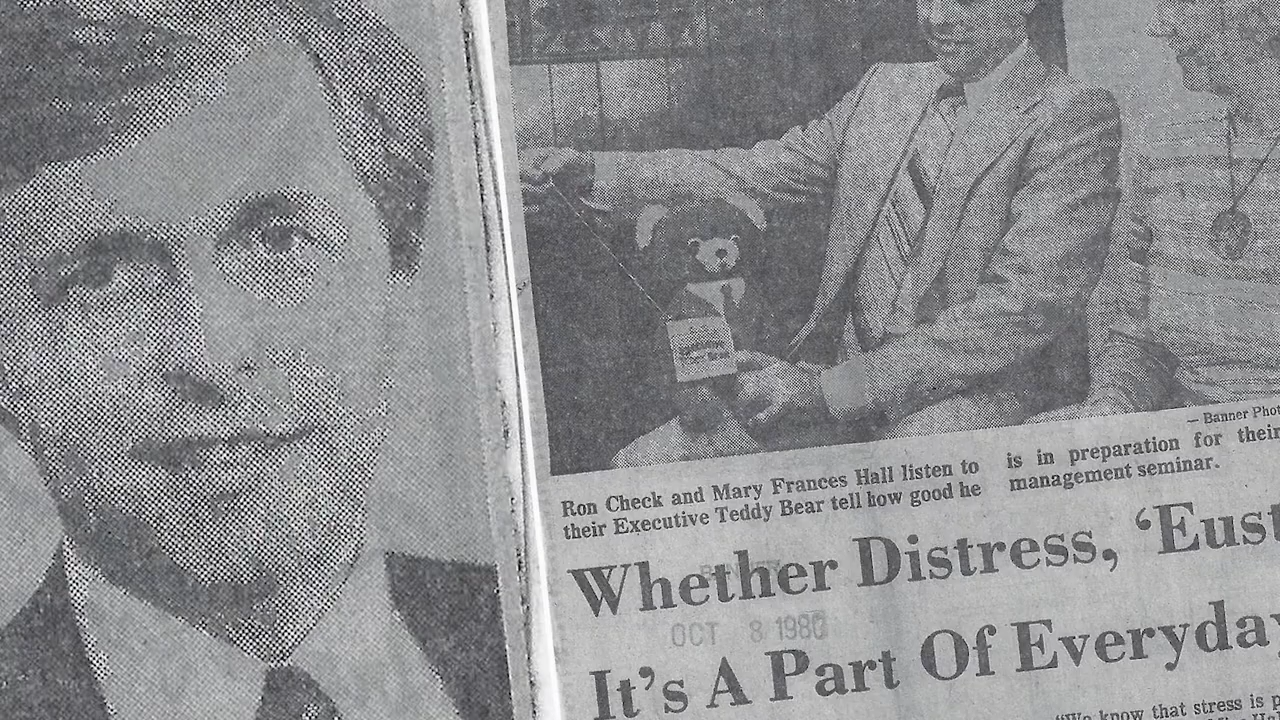 — Banner Pho
Ron Check and Mary Frances Hall listen to
their Executive Teddy Bear tell how good he
is in preparation for their
management seminar.
Whether Distress, ‘Eust
OCT 8 1980
It’s A Part Of Everyday
“We know that stress is p